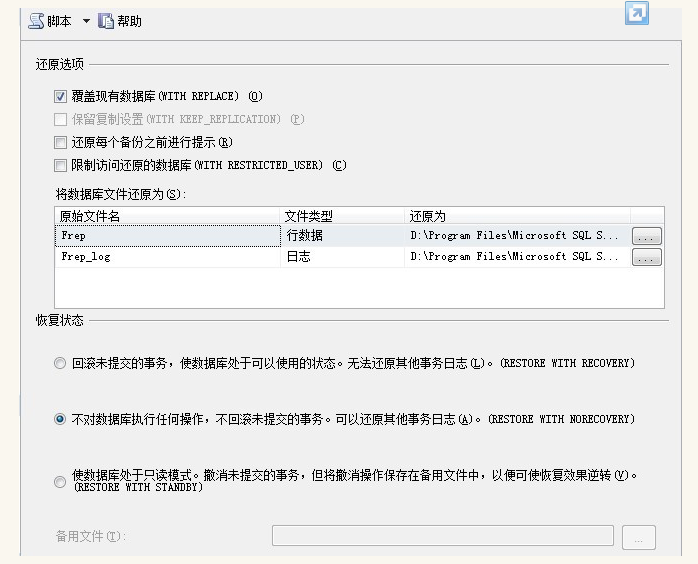 脚本 帮助
还原选项
覆盖现有数据库(WITH REPLACE) (O)
保留复制设置(WITH KEEP_REPLICATION) (P)
还原每个备份之前进行提示(R)
限制访问还原的数据库(WITH RESTRICTED_USER) (C)
将数据库文件还原为(S):
原始文件名 文件类型 还原为
Frep 行数据 D:\Program Files\Microsoft SQL S... ...
Frep_log 日志 D:\Program Files\Microsoft SQL S... ...
恢复状态
回滚未提交的事务，使数据库处于可以使用的状态。无法还原其他事务日志(L)。(RESTORE WITH RECOVERY)
不对数据库执行任何操作，不回滚未提交的事务。可以还原其他事务日志(A)。(RESTORE WITH NORECOVERY)
使数据库处于只读模式。撤消未提交的事务，但将撤消操作保存在备用文件中，以便可使恢复效果逆转(V)。
(RESTORE WITH STANDBY)
备用文件(T): ...